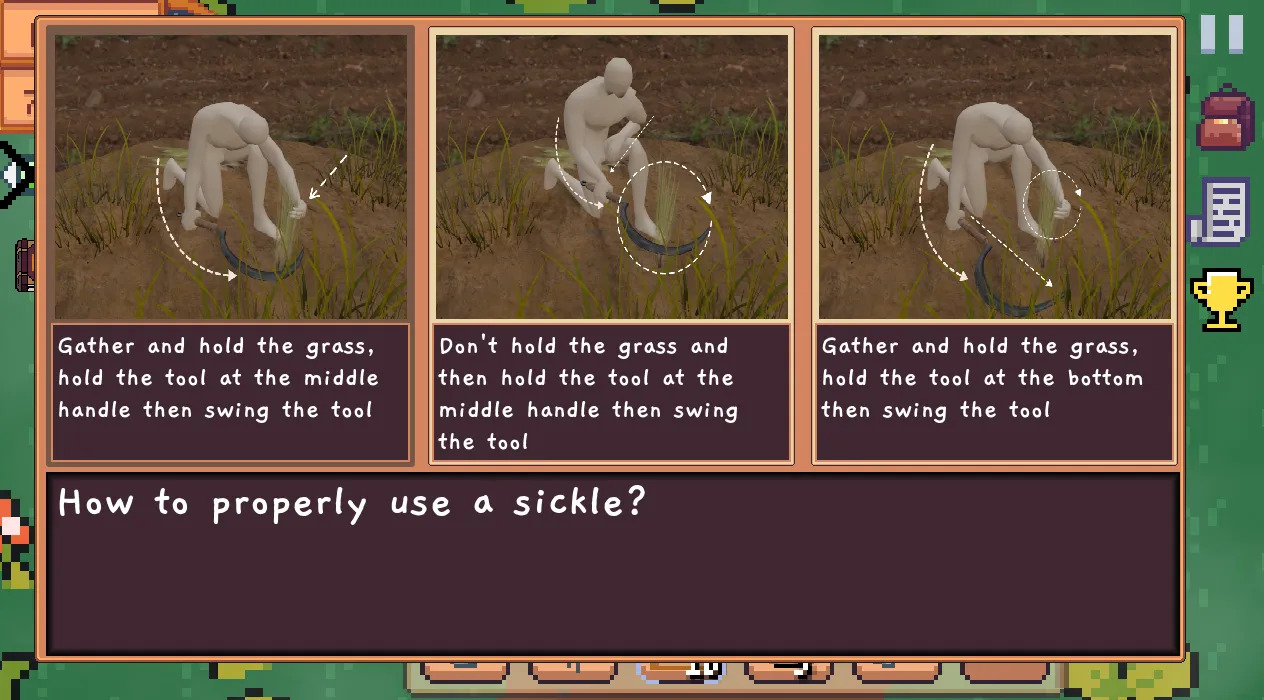 Gather and hold the grass,
hold the tool at the middle
handle then swing the tool
Don't hold the grass and
then hold the tool at the
middle handle then swing
the tool
Gather and hold the grass,
hold the tool at the bottom
then swing the tool
How to properly use a sickle?